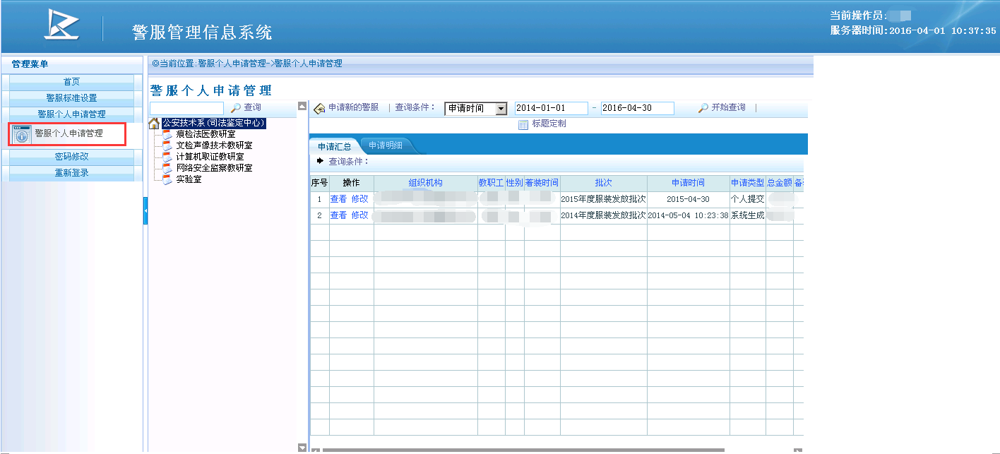 警服管理信息系统
当前操作员:
服务器时间:2016-04-01 10:37:35
管理菜单
首页
警服标准设置
警服个人申请管理
警服个人申请管理
密码修改
重新登录
◎当前位置:警服个人申请管理->警服个人申请管理
警服个人申请管理
查询
公安技术系(司法鉴定中心)
痕检法医教研室
文检声像技术教研室
计算机取证教研室
网络安全监察教研室
实验室
申请新的警服 | 查询条件: 申请时间 2014-01-01 - 2016-04-30 开始查询 |
标题定制
申请汇总 申请明细
查询条件:
序号 操作 组织机构 教职工 性别 着装时间 批次 申请时间 申请类型 总金额 备
1 查看 修改 2015年度服装发放批次 2015-04-30 个人提交
2 查看 修改 2014年度服装发放批次 2014-05-04 10:23:38 系统生成